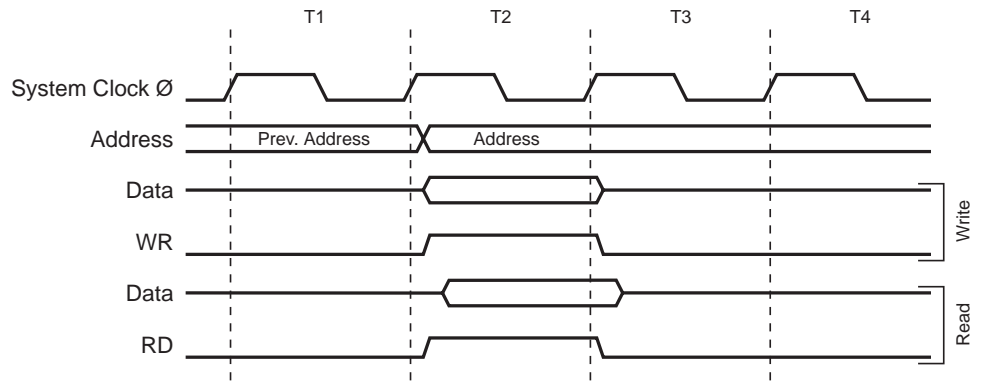 T1 T2 T3 T4
System Clock Ø
Address Prev. Address Address
Data
WR
Write
Data
RD
Read